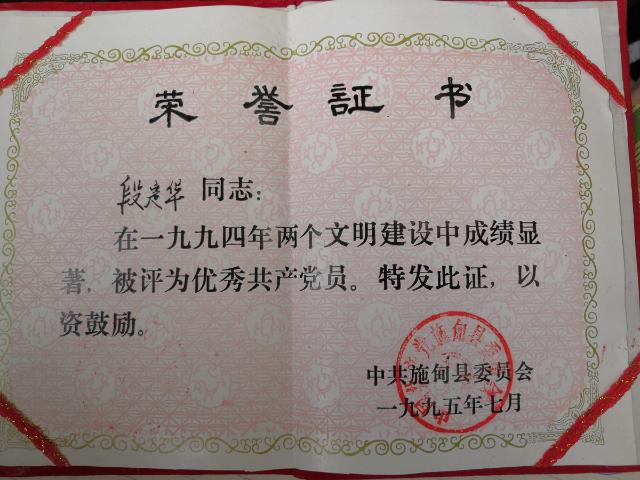 荣誉証书
段建华 同志:
在一九九四年两个文明建设中成绩显
著，被评为优秀共产党员。特发此证，以
资鼓励。
中共施甸县委员会
一九九五年七月